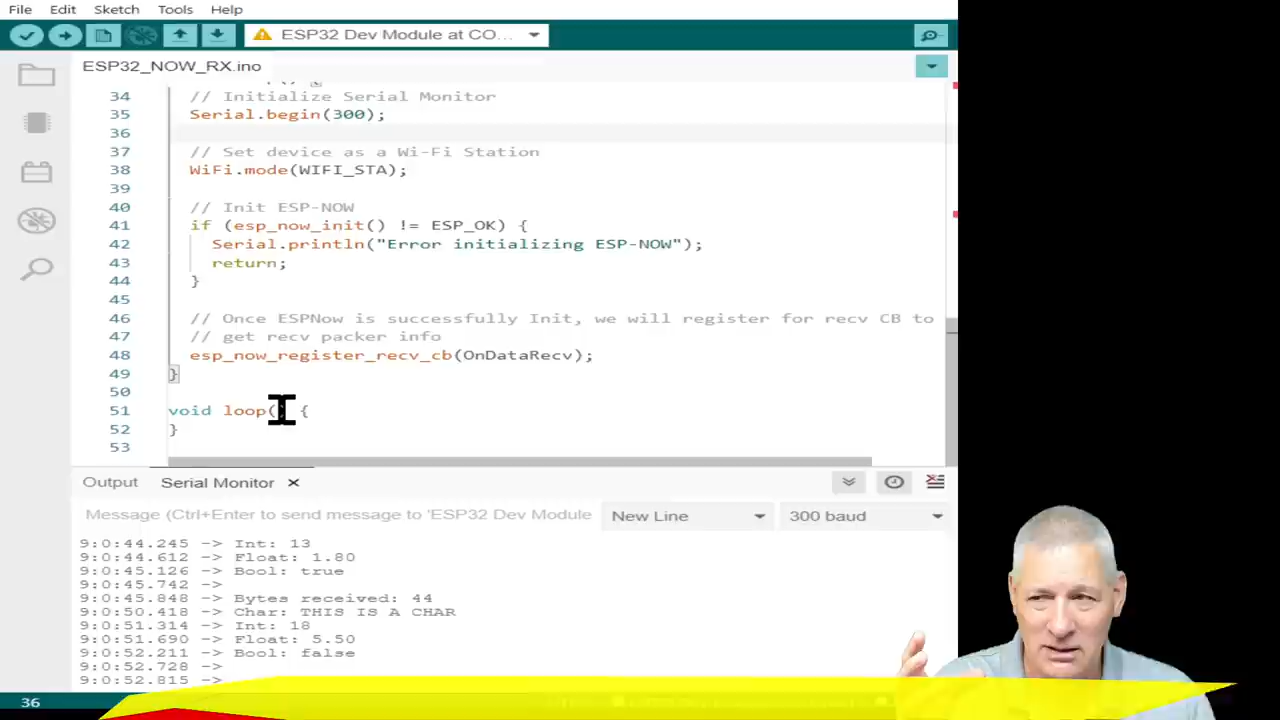 File Edit Sketch Tools Help
ESP32 Dev Module at CO...
ESP32_NOW_RX.ino
34 // Initialize Serial Monitor
35 Serial.begin(300);
36
37 // Set device as a Wi-Fi Station
38 WiFi.mode(WIFI_STA);
39
40 // Init ESP-NOW
41 if (esp_now_init() != ESP_OK) {
42 Serial.println("Error initializing ESP-NOW");
43 return;
44 }
45
46 // Once ESPNow is successfully Init, we will register for recv CB to
47 // get recv packer info
48 esp_now_register_recv_cb(OnDataRecv);
49 }
50
51 void loop() {
52 }
53
Output Serial Monitor
Message (Ctrl+Enter to send message to 'ESP32 Dev Module New Line 300 baud
9:0:44.245 -> Int: 13
9:0:44.612 -> Float: 1.80
9:0:45.126 -> Bool: true
9:0:45.742 ->
9:0:45.848 -> Bytes received: 44
9:0:50.418 -> Char: THIS IS A CHAR
9:0:51.314 -> Int: 18
9:0:51.690 -> Float: 5.50
9:0:52.211 -> Bool: false
9:0:52.728 ->
9:0:52.815 ->
36